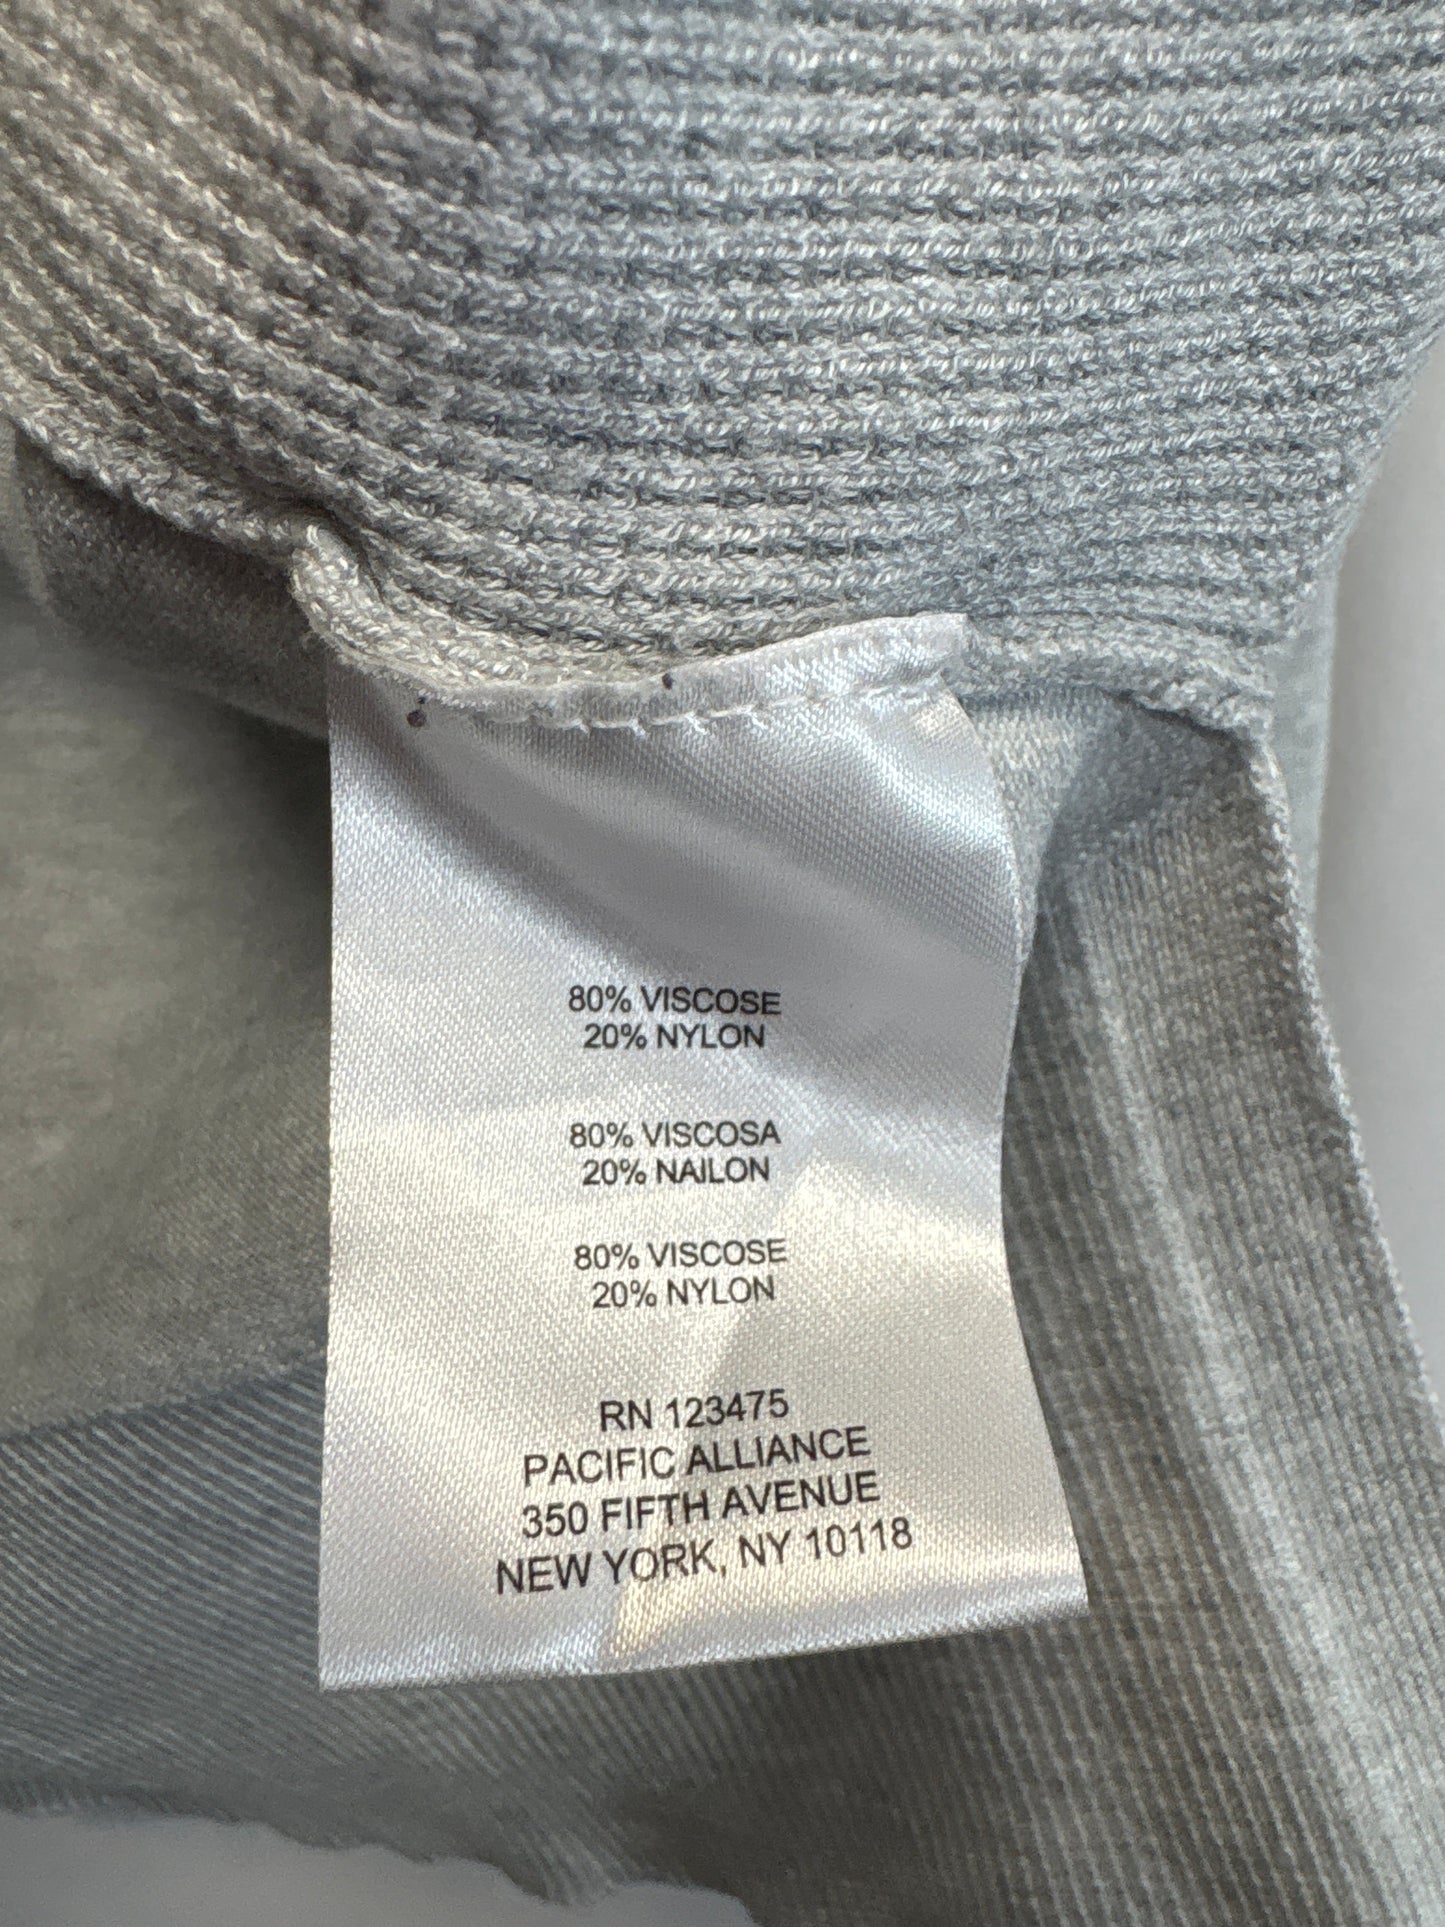 80% VISCOSE
20% NYLON
80% VISCOSA
20% NAILON
80% VISCOSE
20% NYLON
RN 123475
PACIFIC ALLIANCE
350 FIFTH AVENUE
NEW YORK, NY 10118